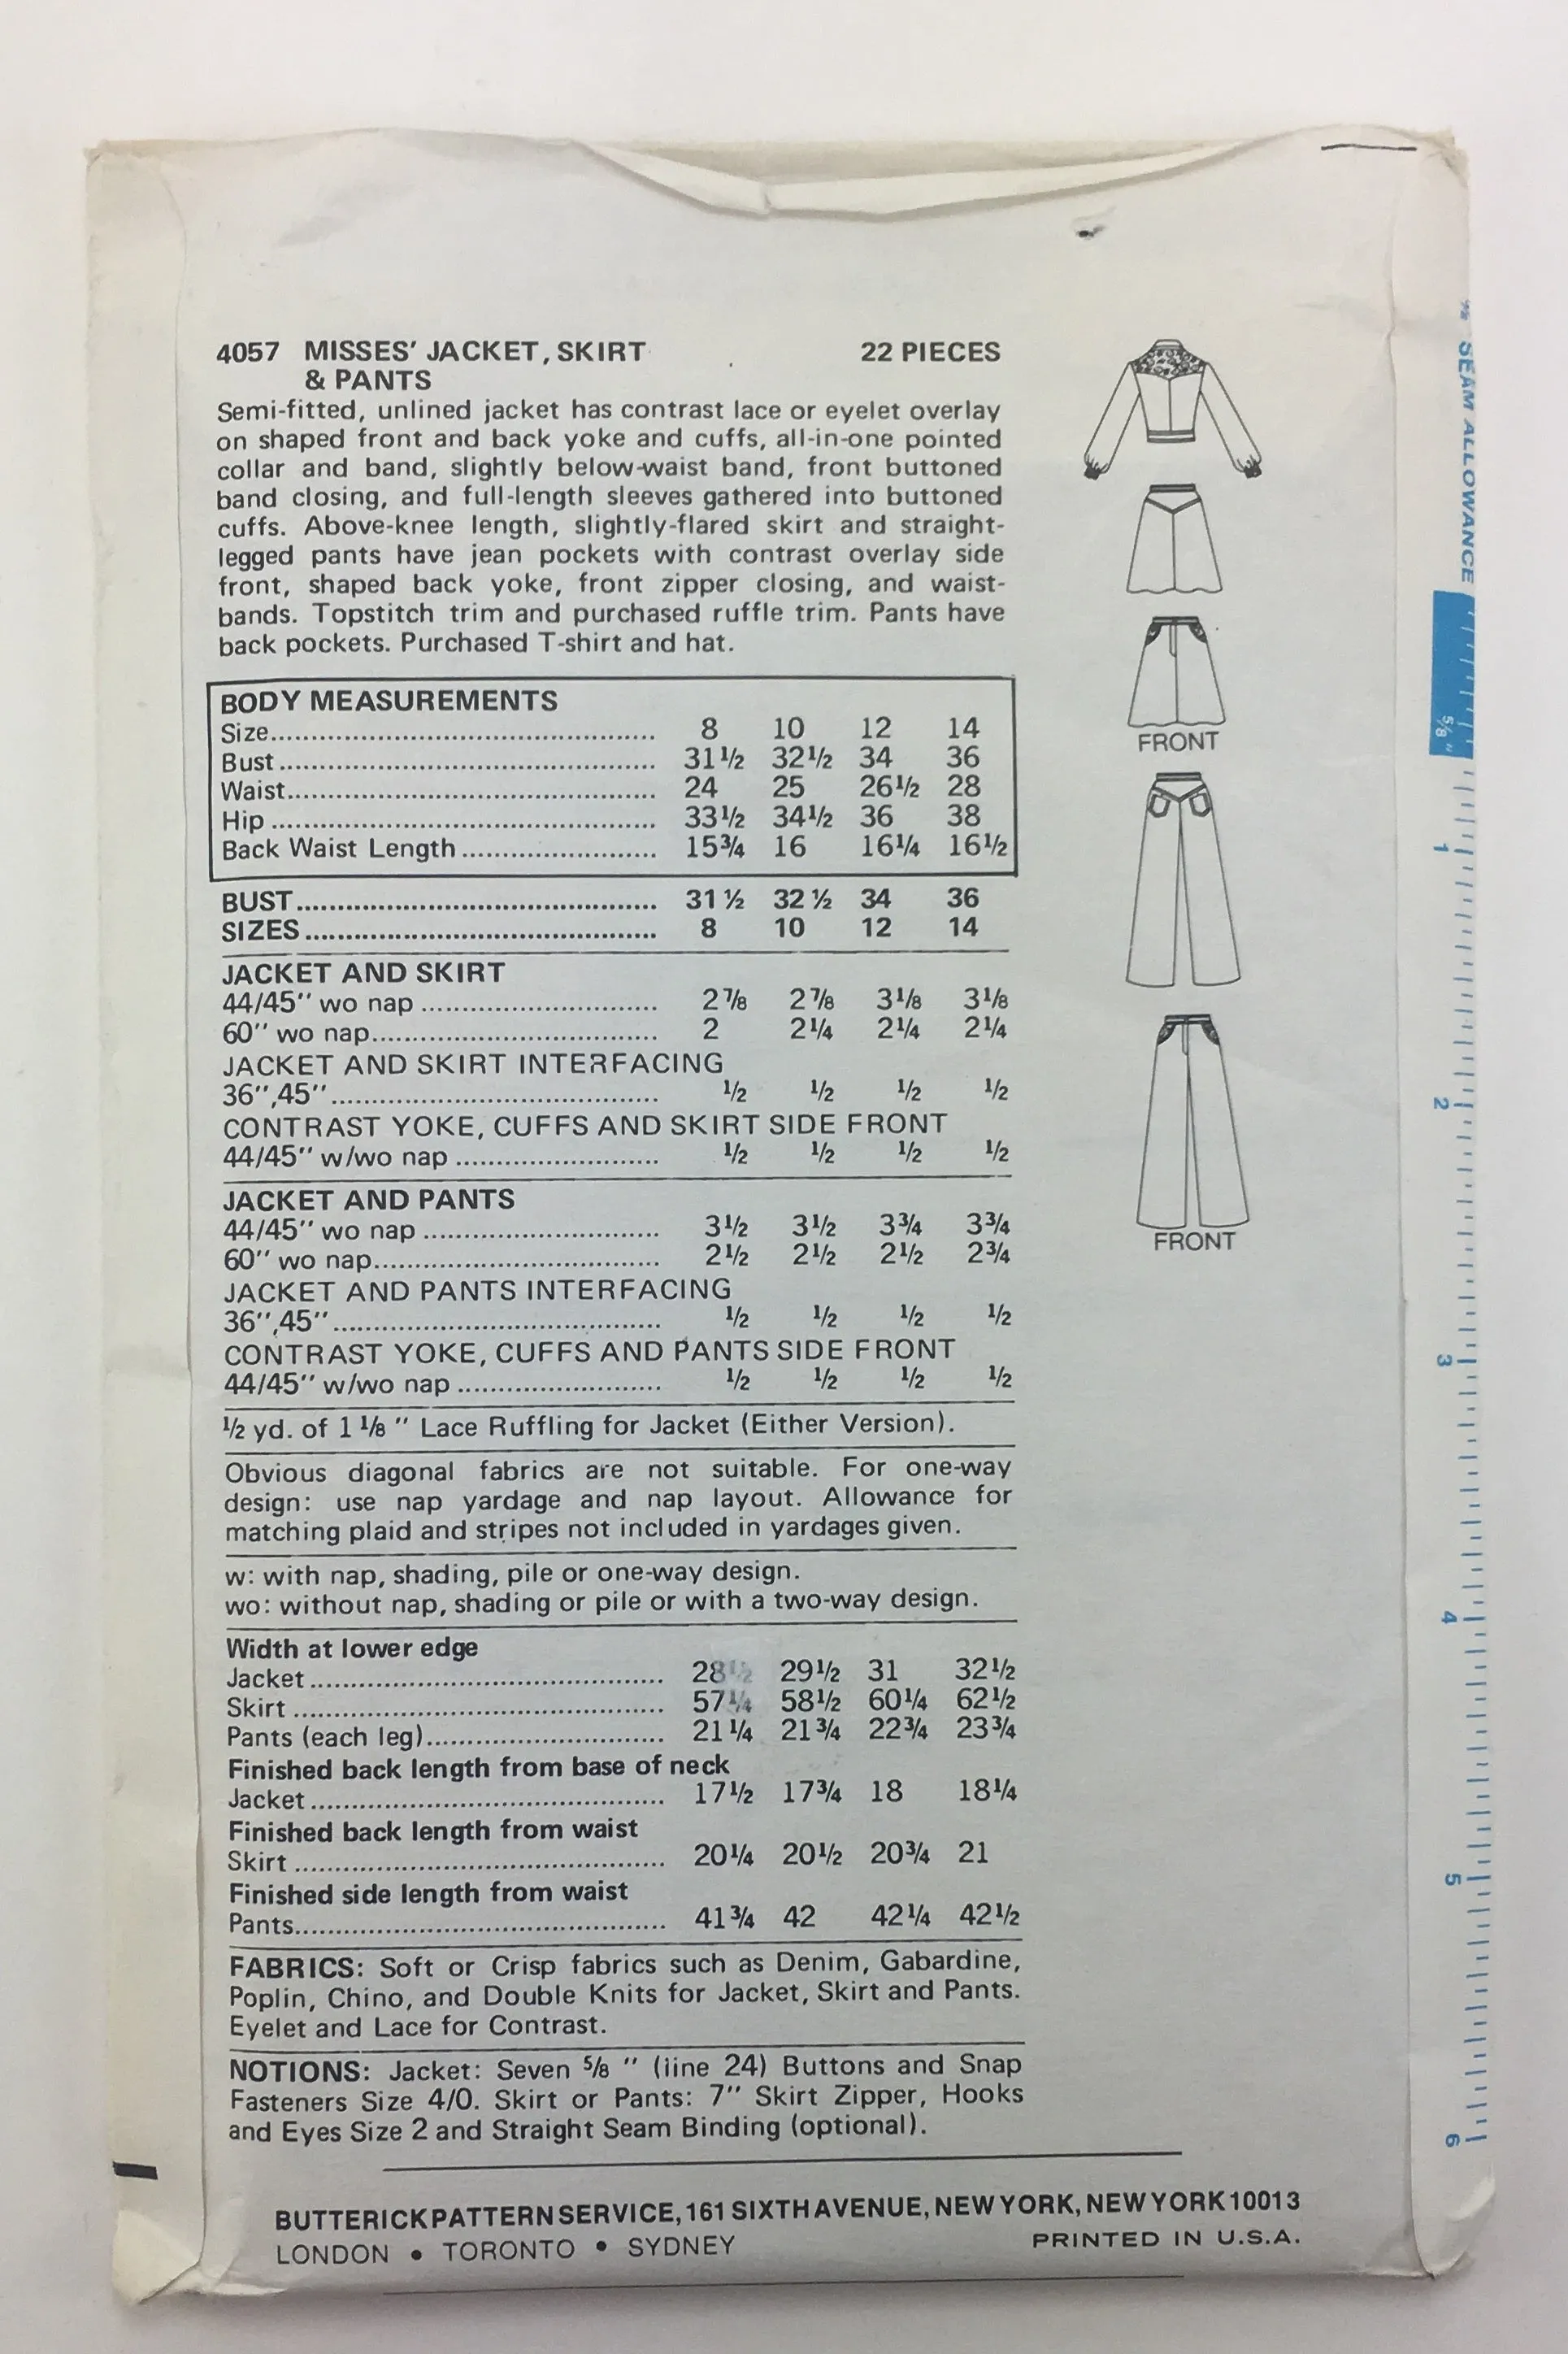 4057 MISSES' JACKET, SKIRT 22 PIECES
& PANTS
Semi-fitted, unlined jacket has contrast lace or eyelet overlay
on shaped front and back yoke and cuffs, all-in-one pointed
collar and band, slightly below-waist band, front buttoned
band closing, and full-length sleeves gathered into buttoned
cuffs. Above-knee length, slightly-flared skirt and straight-
legged pants have jean pockets with contrast overlay side
front, shaped back yoke, front zipper closing, and waist-
bands. Topstitch trim and purchased ruffle trim. Pants have
back pockets. Purchased T-shirt and hat.
BODY MEASUREMENTS
Size 8 10 12 14
Bust 31½ 32½ 34 36
Waist 24 25 26½ 28
Hip 33½ 34½ 36 38
Back Waist Length 15¾ 16 16¼ 16½
BUST 31 ½ 32 ½ 34 36
SIZES 8 10 12 14
JACKET AND SKIRT
44/45" wo nap 2⅞ 2⅞ 3⅛ 3⅛
60" wo nap 2 2¼ 2¼ 2¼
JACKET AND SKIRT INTERFACING
36",45" ½ ½ ½ ½
CONTRAST YOKE, CUFFS AND SKIRT SIDE FRONT
44/45" w/wo nap ½ ½ ½ ½
JACKET AND PANTS
44/45" wo nap 3½ 3½ 3¾ 3¾
60" wo nap 2½ 2½ 2½ 2¾
JACKET AND PANTS INTERFACING
36",45" ½ ½ ½ ½
CONTRAST YOKE, CUFFS AND PANTS SIDE FRONT
44/45" w/wo nap ½ ½ ½ ½
½ yd. of 1 ⅛ " Lace Ruffling for Jacket (Either Version).
Obvious diagonal fabrics are not suitable. For one-way
design: use nap yardage and nap layout. Allowance for
matching plaid and stripes not included in yardages given.
w: with nap, shading, pile or one-way design.
wo: without nap, shading or pile or with a two-way design.
Width at lower edge
Jacket 28½ 29½ 31 32½
Skirt 57¼ 58½ 60¼ 62½
Pants (each leg) 21¼ 21¾ 22¾ 23¾
Finished back length from base of neck
Jacket 17½ 17¾ 18 18¼
Finished back length from waist
Skirt 20¼ 20½ 20¾ 21
Finished side length from waist
Pants 41¾ 42 42¼ 42½
FABRICS: Soft or Crisp fabrics such as Denim, Gabardine,
Poplin, Chino, and Double Knits for Jacket, Skirt and Pants.
Eyelet and Lace for Contrast.
NOTIONS: Jacket: Seven ⅝ " (line 24) Buttons and Snap
Fasteners Size 4/0. Skirt or Pants: 7" Skirt Zipper, Hooks
and Eyes Size 2 and Straight Seam Binding (optional).
BUTTERICK PATTERN SERVICE, 161 SIXTH AVENUE, NEW YORK, NEW YORK 10013
LONDON • TORONTO • SYDNEY PRINTED IN U.S.A.
FRONT
FRONT
SEAM ALLOWANCE
⅝"
1
2
3
4
5
6